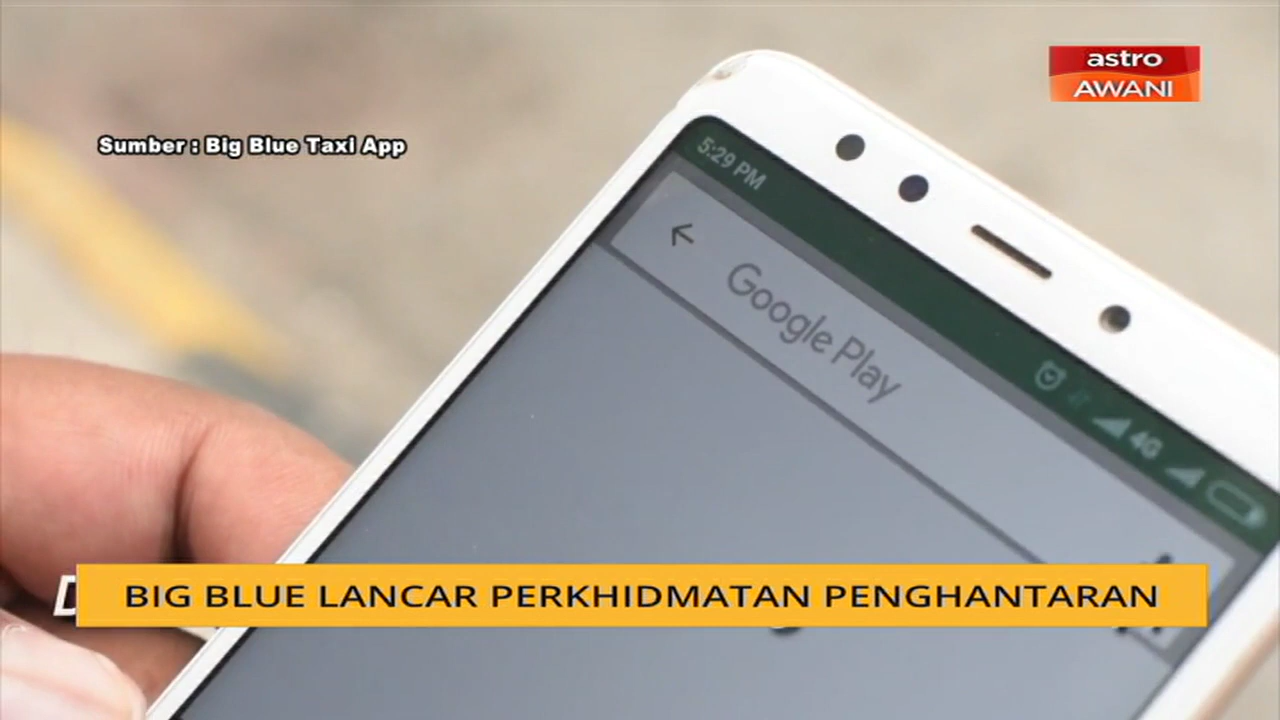 astro
AWANI
Sumber : Big Blue Taxi App
5:29 PM
Google Play
4G
BIG BLUE LANCAR PERKHIDMATAN PENGHANTARAN